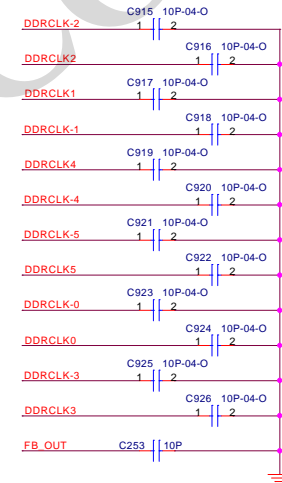 C915 10P-04-O
DDRCLK-2 1 2
C916 10P-04-O
DDRCLK2 1 2
C917 10P-04-O
DDRCLK1 1 2
C918 10P-04-O
DDRCLK-1 1 2
C919 10P-04-O
DDRCLK4 1 2
C920 10P-04-O
DDRCLK-4 1 2
C921 10P-04-O
DDRCLK-5 1 2
C922 10P-04-O
DDRCLK5 1 2
C923 10P-04-O
DDRCLK-0 1 2
C924 10P-04-O
DDRCLK0 1 2
C925 10P-04-O
DDRCLK-3 1 2
C926 10P-04-O
DDRCLK3 1 2
FB_OUT C253 10P